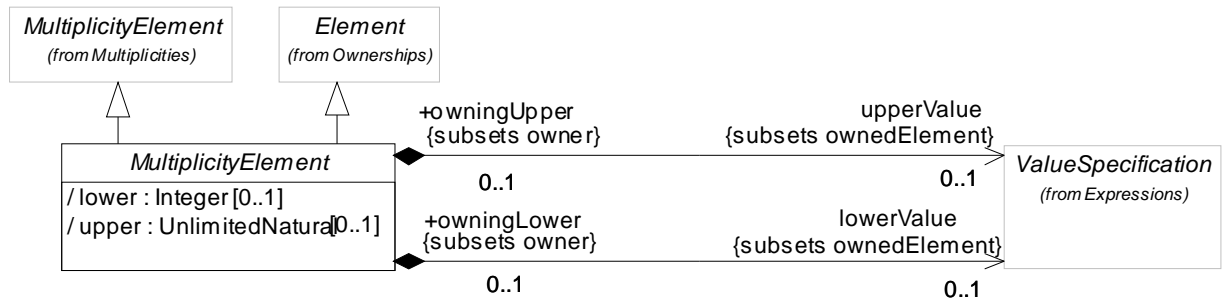 MultiplicityElement
(from Multiplicities)
Element
(from Ownerships)
+owningUpper
{subsets owner}
0..1
upperValue
{subsets ownedElement}
0..1
MultiplicityElement
/ lower : Integer [0..1]
/ upper : UnlimitedNatural[0..1]
ValueSpecification
(from Expressions)
+owningLower
{subsets owner}
0..1
lowerValue
{subsets ownedElement}
0..1